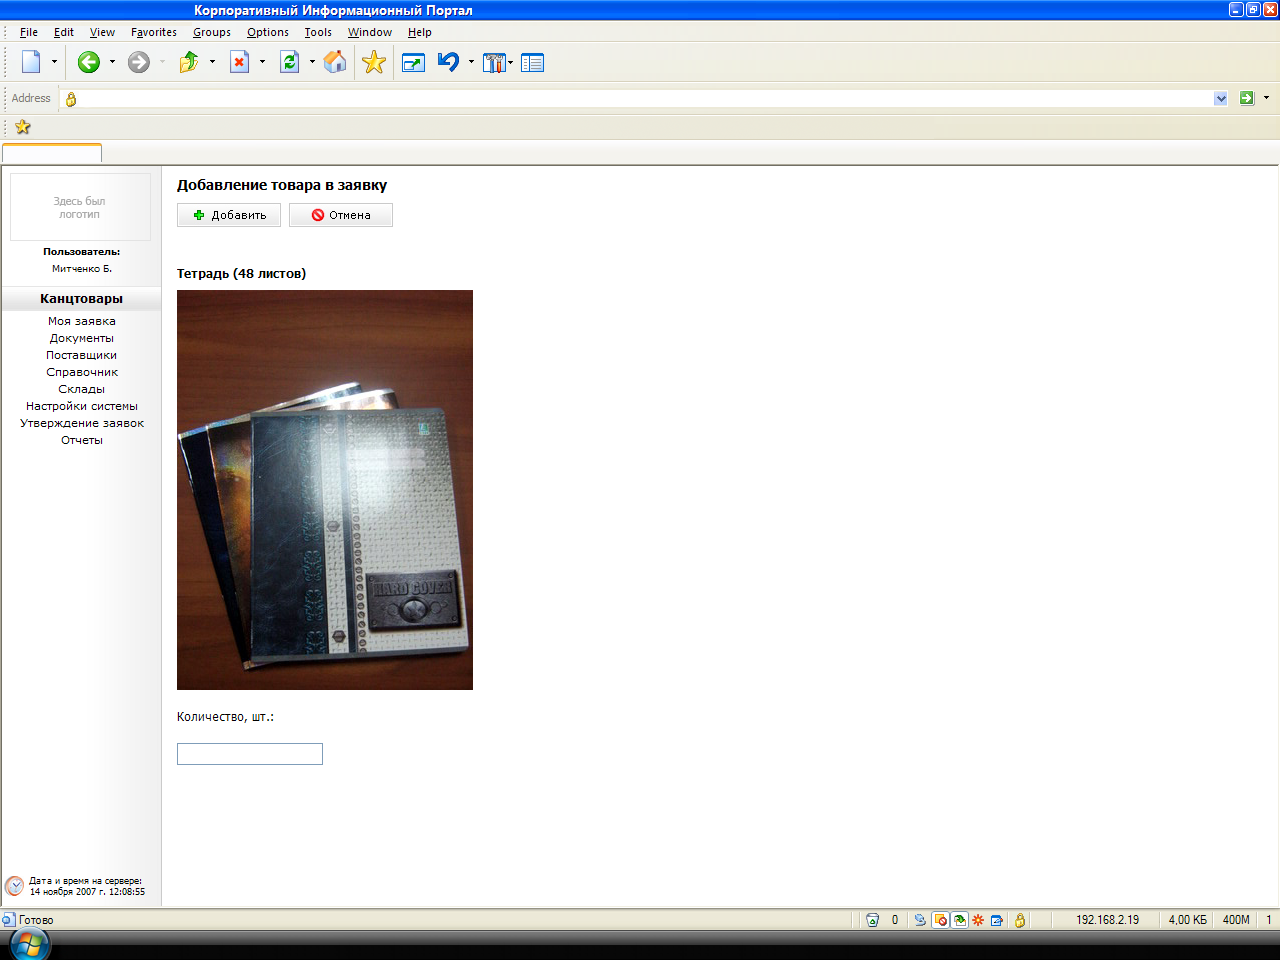 Корпоративный Информационный Портал
File Edit View Favorites Groups Options Tools Window Help
Address
Здесь был
логотип
Пользователь:
Митченко Б.
Канцтовары
Моя заявка
Документы
Поставщики
Справочник
Склады
Настройки системы
Утверждение заявок
Отчеты
Дата и время на сервере:
14 ноября 2007 г. 12:08:55
Добавление товара в заявку
Добавить Отмена
Тетрадь (48 листов)
HARD COVER
Количество, шт.:
Готово 0 192.168.2.19 4,00 КБ 400M 1